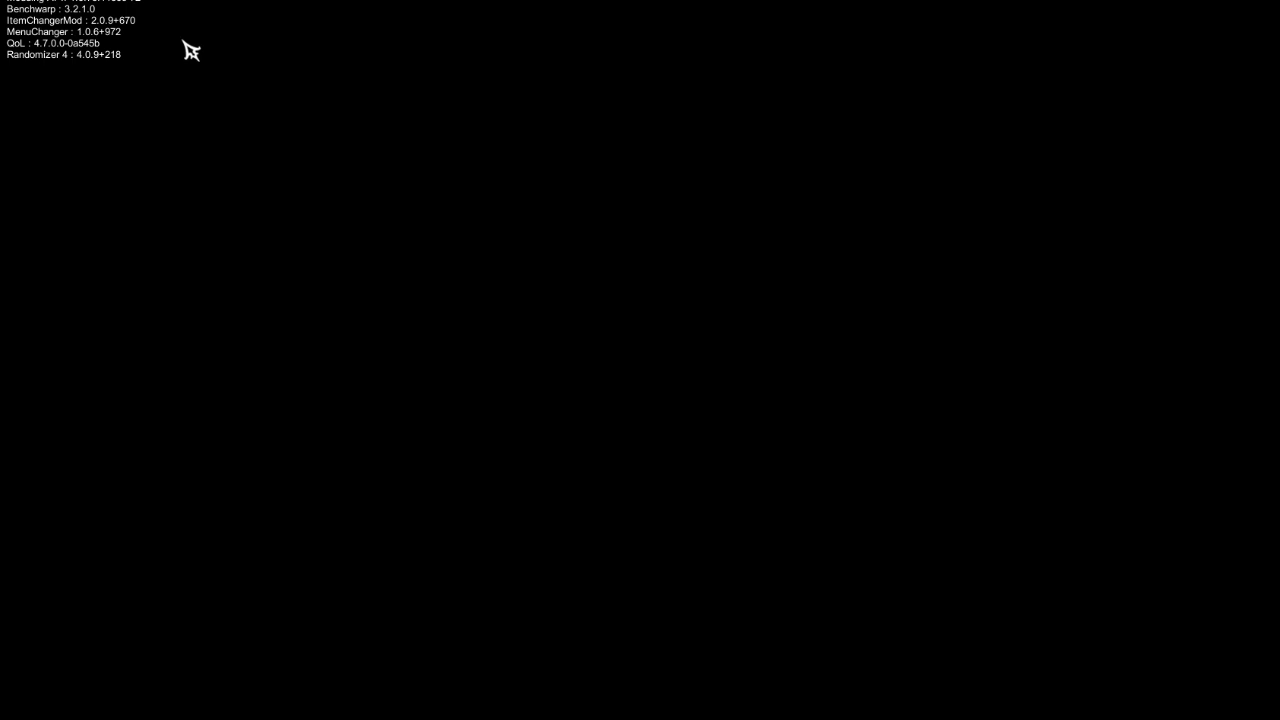 Benchwarp : 3.2.1.0
ItemChangerMod : 2.0.9+670
MenuChanger : 1.0.6+972
QoL : 4.7.0.0-0a545b
Randomizer 4 : 4.0.9+218